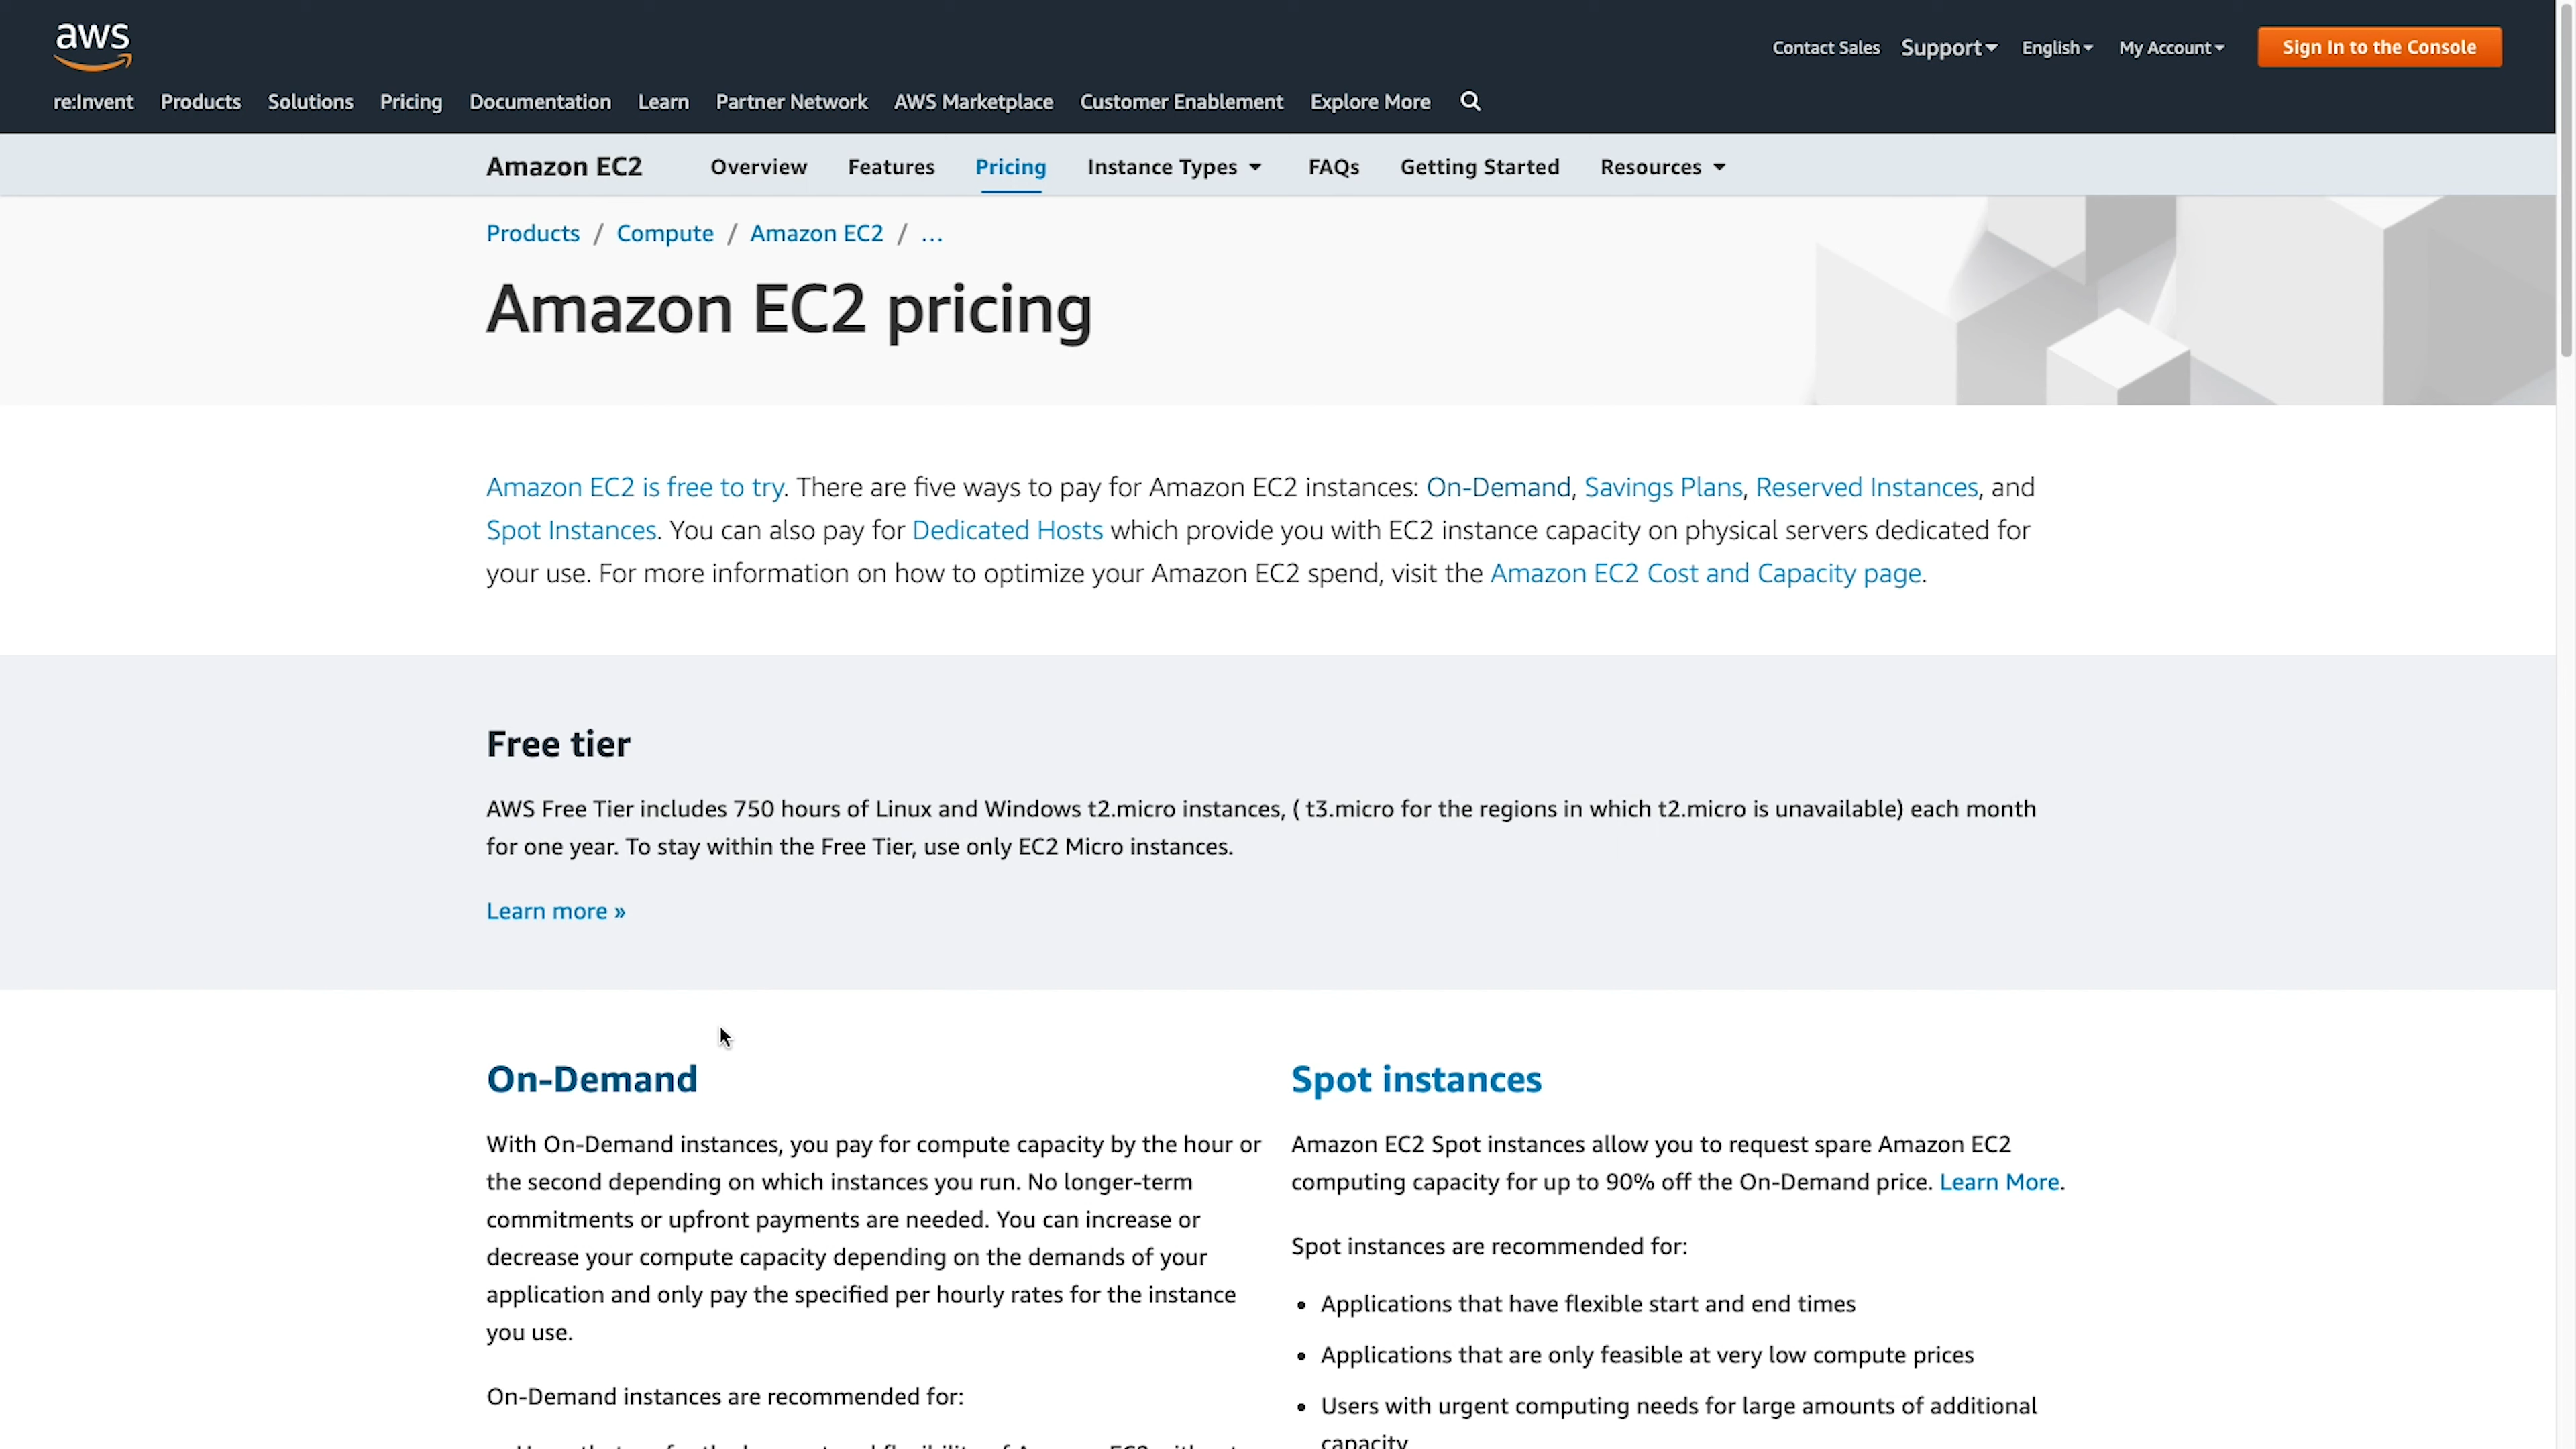 aws
Contact Sales Support English My Account Sign In to the Console
re:Invent Products Solutions Pricing Documentation Learn Partner Network AWS Marketplace Customer Enablement Explore More
Amazon EC2 Overview Features Pricing Instance Types FAQs Getting Started Resources
Products / Compute / Amazon EC2 / ...
Amazon EC2 pricing
Amazon EC2 is free to try. There are five ways to pay for Amazon EC2 instances: On-Demand, Savings Plans, Reserved Instances, and
Spot Instances. You can also pay for Dedicated Hosts which provide you with EC2 instance capacity on physical servers dedicated for
your use. For more information on how to optimize your Amazon EC2 spend, visit the Amazon EC2 Cost and Capacity page.
Free tier
AWS Free Tier includes 750 hours of Linux and Windows t2.micro instances, ( t3.micro for the regions in which t2.micro is unavailable) each month
for one year. To stay within the Free Tier, use only EC2 Micro instances.
Learn more »
On-Demand
With On-Demand instances, you pay for compute capacity by the hour or
the second depending on which instances you run. No longer-term
commitments or upfront payments are needed. You can increase or
decrease your compute capacity depending on the demands of your
application and only pay the specified per hourly rates for the instance
you use.
On-Demand instances are recommended for:
Spot instances
Amazon EC2 Spot instances allow you to request spare Amazon EC2
computing capacity for up to 90% off the On-Demand price. Learn More.
Spot instances are recommended for:
• Applications that have flexible start and end times
• Applications that are only feasible at very low compute prices
• Users with urgent computing needs for large amounts of additional
capacity